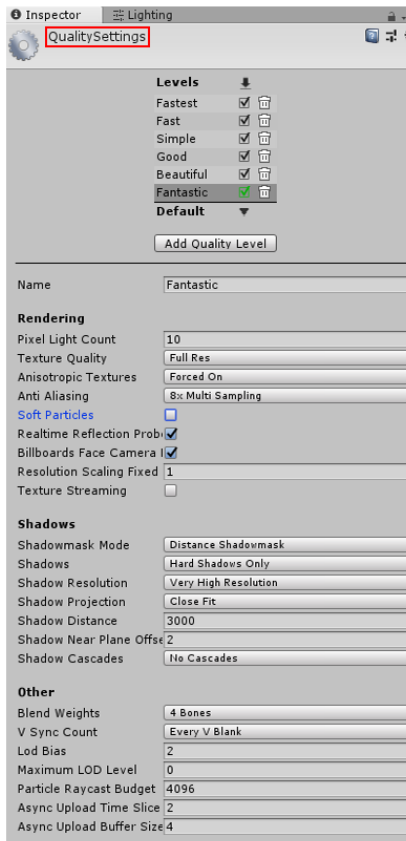 Inspector Lighting
QualitySettings
Levels
Fastest
Fast
Simple
Good
Beautiful
Fantastic
Default
Add Quality Level
Name Fantastic
Rendering
Pixel Light Count 10
Texture Quality Full Res
Anisotropic Textures Forced On
Anti Aliasing 8x Multi Sampling
Soft Particles
Realtime Reflection Prob
Billboards Face Camera
Resolution Scaling Fixed 1
Texture Streaming
Shadows
Shadowmask Mode Distance Shadowmask
Shadows Hard Shadows Only
Shadow Resolution Very High Resolution
Shadow Projection Close Fit
Shadow Distance 3000
Shadow Near Plane Offse 2
Shadow Cascades No Cascades
Other
Blend Weights 4 Bones
V Sync Count Every V Blank
Lod Bias 2
Maximum LOD Level 0
Particle Raycast Budget 4096
Async Upload Time Slice 2
Async Upload Buffer Size 4